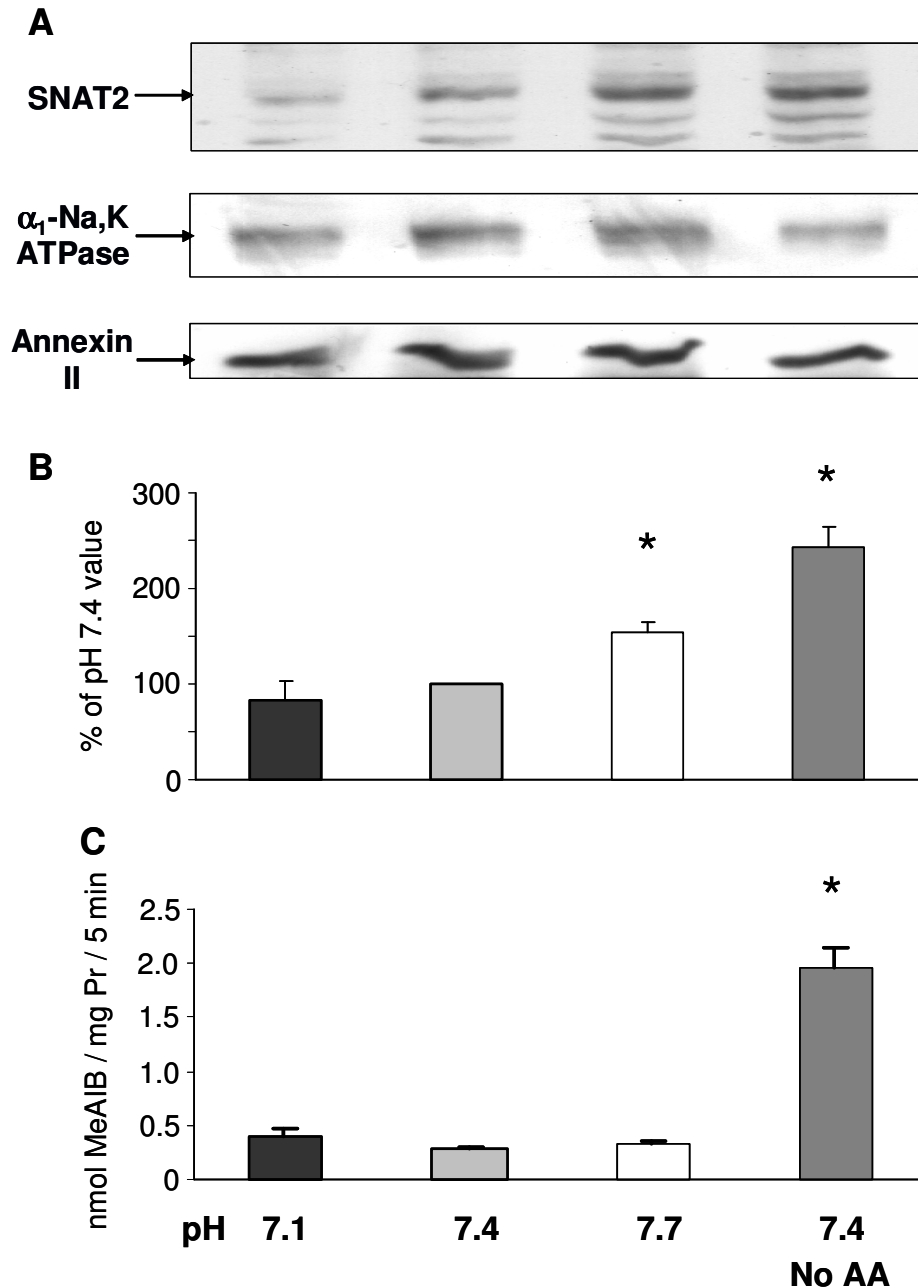 A
SNAT2
α1-Na,K
ATPase
Annexin
II
B
% of pH 7.4 value
300
200
100
0
*
*
C
nmol MeAIB / mg Pr / 5 min
2.5
2.0
1.5
1.0
0.5
0
*
pH 7.1 7.4 7.7 7.4
No AA